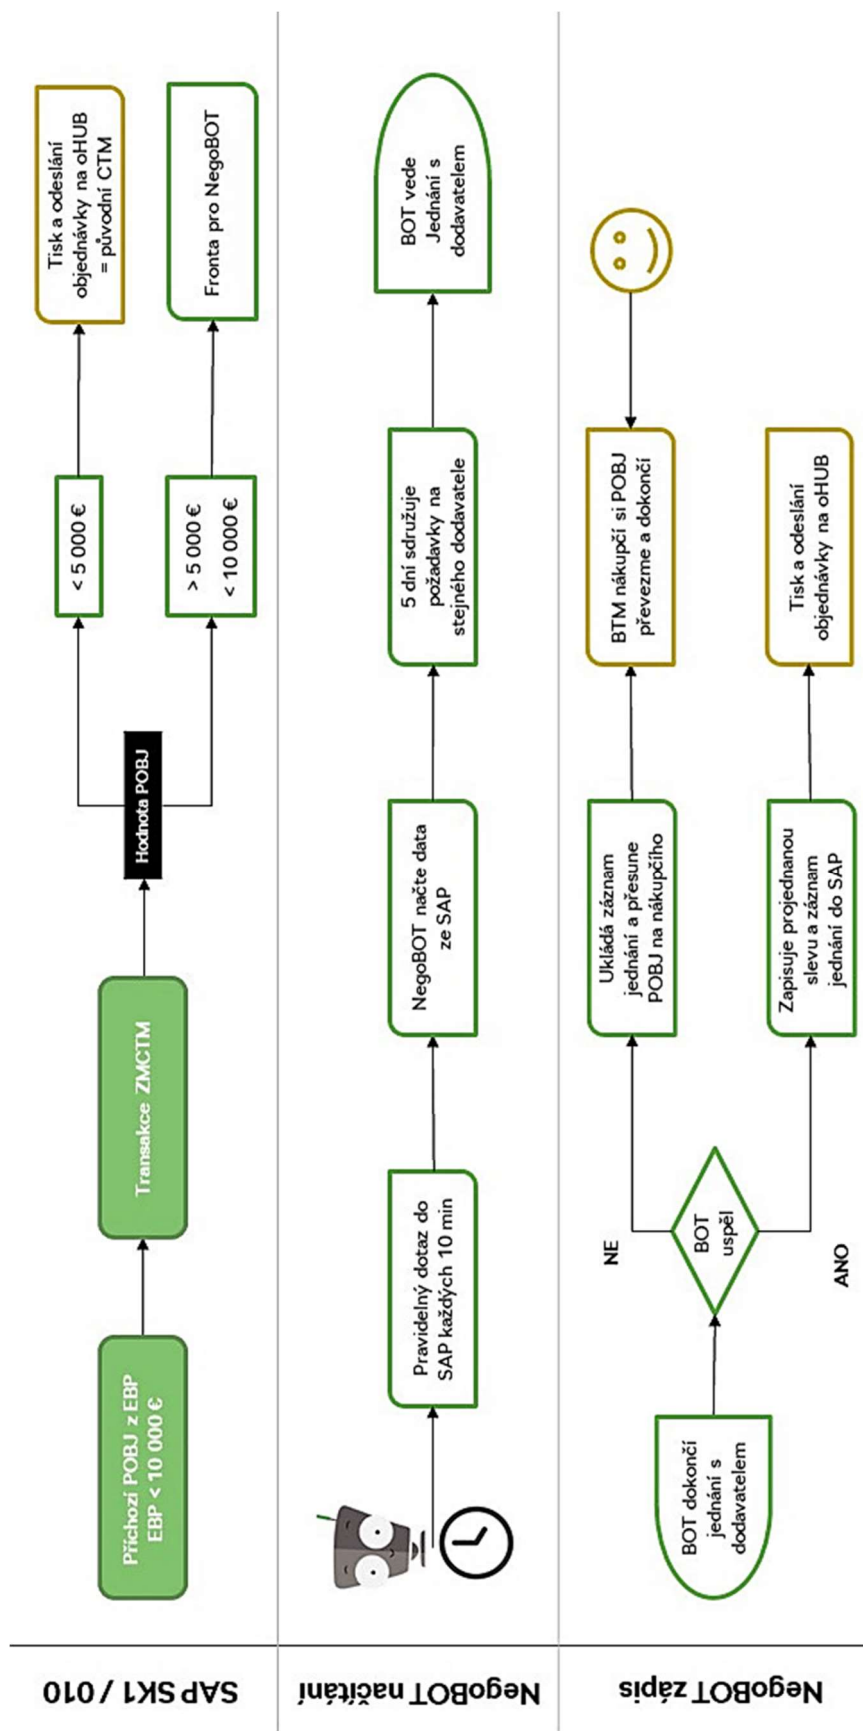 SAP SK1 / 010
Příchozí POBJ z EBP
EBP < 10 000 €
Transakce ZMCTM
Hodnota POBJ
< 5 000 €
Tisk a odeslání
objednávky na oHUB
= původní CTM
> 5 000 €
< 10 000 €
Fronta pro NegoBOT
NegoBOT načítání
Pravidelný dotaz do
SAP každých 10 min
NegoBOT načte data
ze SAP
5 dní sdružuje
požadavky na
stejného dodavatele
BOT vede
Jednání s
dodavatelem
NegoBOT zápis
BOT dokončí
jednání s
dodavatelem
BOT
uspěl
NE
Ukládá záznam
jednání a přesune
POBJ na nákupčího
BTM nákupčí si POBJ
převezme a dokončí
ANO
Zapisuje projednanou
slevu a záznam
jednání do SAP
Tisk a odeslání
objednávky na oHUB